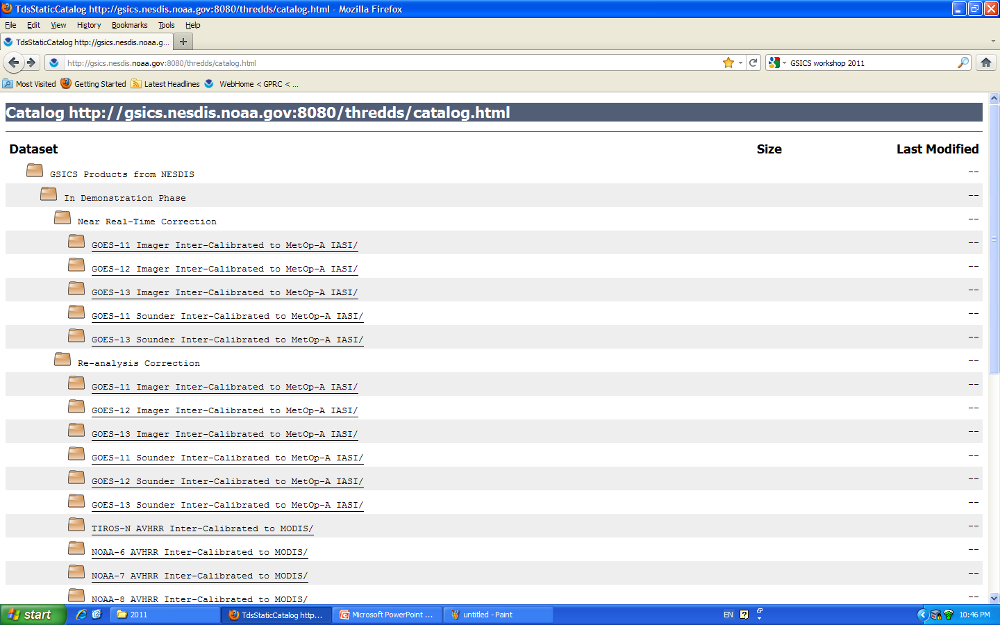 TdsStaticCatalog http://gsics.nesdis.noaa.gov:8080/thredds/catalog.html - Mozilla Firefox
File Edit View History Bookmarks Tools Help
TdsStaticCatalog http://gsics.nesdis.noaa.g...
http://gsics.nesdis.noaa.gov:8080/thredds/catalog.html
GSICS workshop 2011
Most Visited Getting Started Latest Headlines WebHome < GPRC < ...
Catalog http://gsics.nesdis.noaa.gov:8080/thredds/catalog.html
Dataset Size Last Modified
GSICS Products from NESDIS --
In Demonstration Phase --
Near Real-Time Correction --
GOES-11 Imager Inter-Calibrated to MetOp-A IASI/ --
GOES-12 Imager Inter-Calibrated to MetOp-A IASI/ --
GOES-13 Imager Inter-Calibrated to MetOp-A IASI/ --
GOES-11 Sounder Inter-Calibrated to MetOp-A IASI/ --
GOES-13 Sounder Inter-Calibrated to MetOp-A IASI/ --
Re-analysis Correction --
GOES-11 Imager Inter-Calibrated to MetOp-A IASI/ --
GOES-12 Imager Inter-Calibrated to MetOp-A IASI/ --
GOES-13 Imager Inter-Calibrated to MetOp-A IASI/ --
GOES-11 Sounder Inter-Calibrated to MetOp-A IASI/ --
GOES-12 Sounder Inter-Calibrated to MetOp-A IASI/ --
GOES-13 Sounder Inter-Calibrated to MetOp-A IASI/ --
TIROS-N AVHRR Inter-Calibrated to MODIS/ --
NOAA-6 AVHRR Inter-Calibrated to MODIS/ --
NOAA-7 AVHRR Inter-Calibrated to MODIS/ --
NOAA-8 AVHRR Inter-Calibrated to MODIS/ --
start 2011 TdsStaticCatalog http... Microsoft PowerPoint ... untitled - Paint EN 10:46 PM